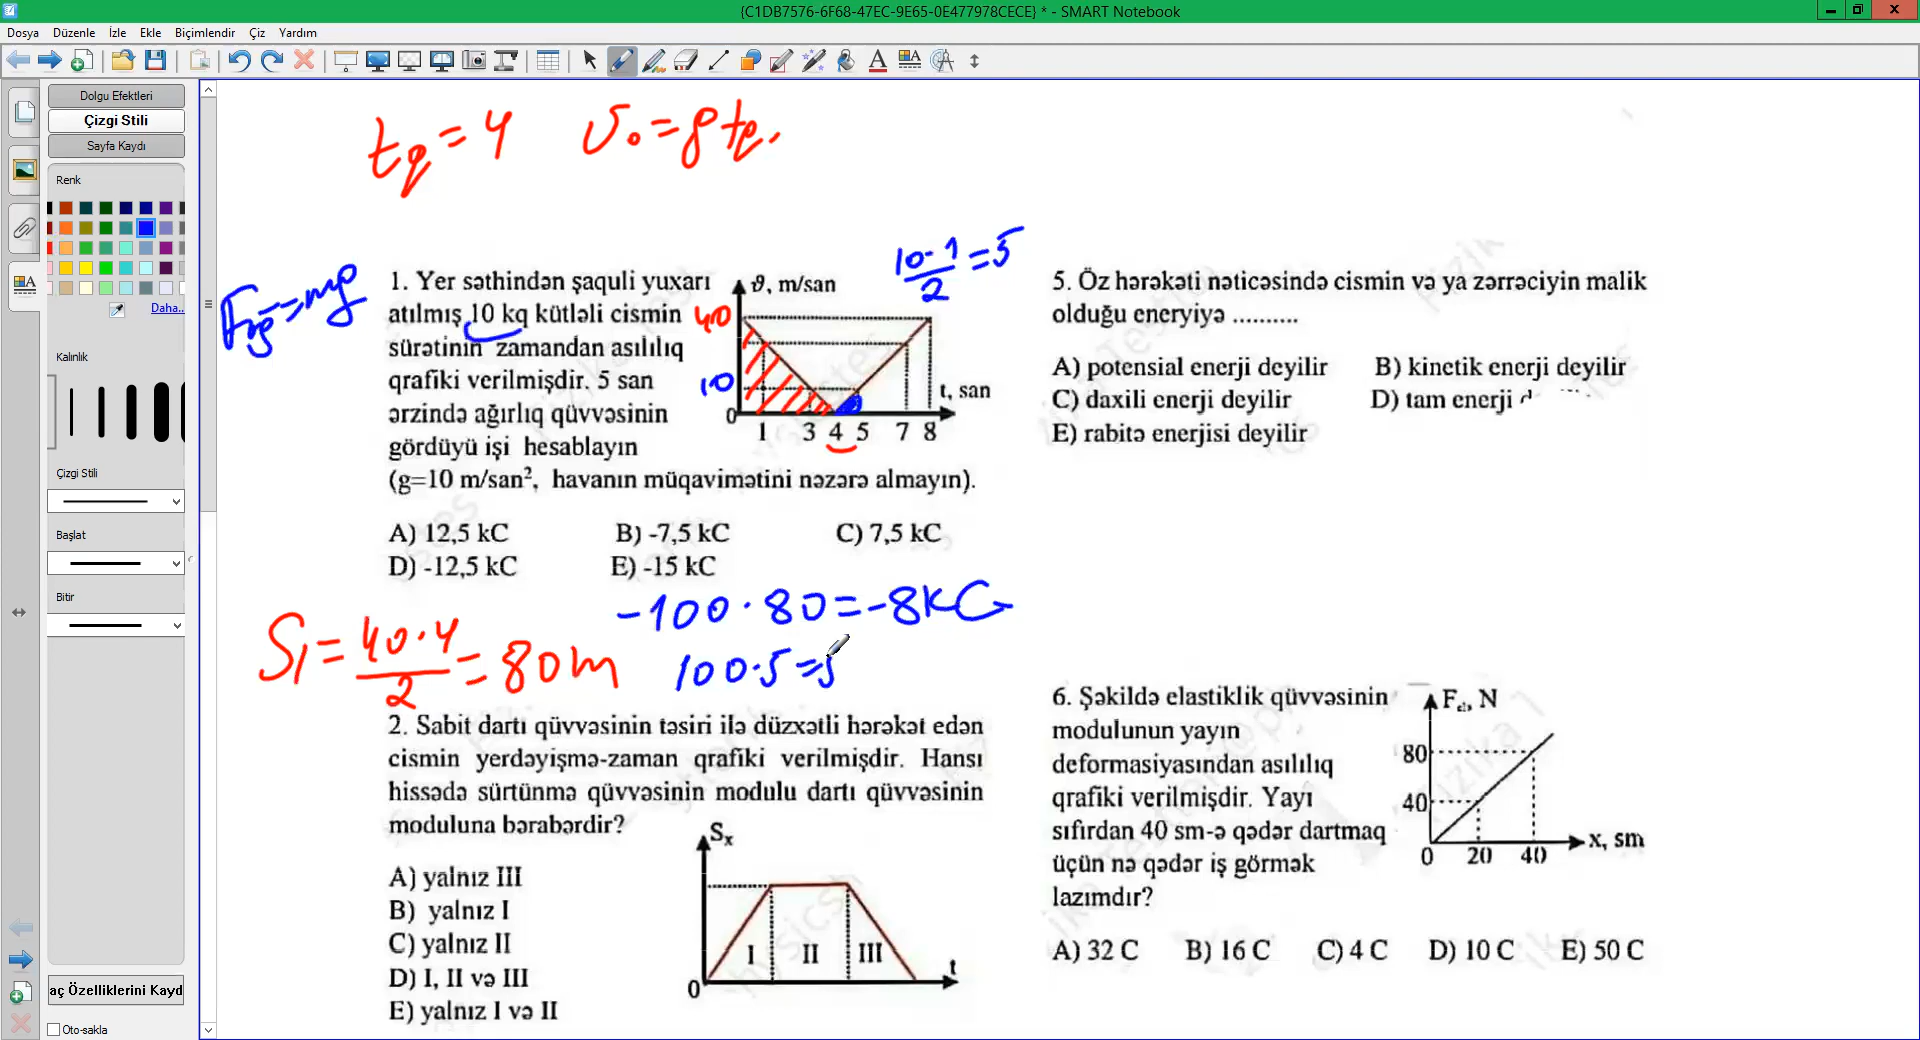 {C1DB7576-6F68-47EC-9E65-0E477978CECE} * - SMART Notebook
Dosya Düzenle İzle Ekle Biçimlendir Çiz Yardım
Dolgu Efektleri
Çizgi Stili
Sayfa Kaydı
Renk
Daha..
Kalınlık
Çizgi Stili
Başlat
Bitir
aç Özelliklerini Kayd
Oto-sakla
tq = 4 υ₀ = g tq.
Fağ = mg
1. Yer səthindən şaquli yuxarı
atılmış 10 kq kütləli cismin
sürətinin zamandan asılılıq
qrafiki verilmişdir. 5 san
ərzində ağırlıq qüvvəsinin
gördüyü işi hesablayın
(g=10 m/san², havanın müqavimətini nəzərə almayın).
ϑ, m/san
40
10
0
t, san
1 3 4 5 7 8
10·1/2 = 5
A) 12,5 kC B) -7,5 kC C) 7,5 kC
D) -12,5 kC E) -15 kC
-100·80=-8kC
S1 = 40·4/2 = 80m
100·5=5
2. Sabit dartı qüvvəsinin təsiri ilə düzxətli hərəkət edən
cismin yerdəyişmə-zaman qrafiki verilmişdir. Hansı
hissədə sürtünmə qüvvəsinin modulu dartı qüvvəsinin
moduluna bərabərdir?
A) yalnız III
B) yalnız I
C) yalnız II
D) I, II və III
E) yalnız I və II
Sx
I II III
0
t
5. Öz hərəkəti nəticəsində cismin və ya zərrəciyin malik
olduğu eneryiyə ..........
A) potensial enerji deyilir B) kinetik enerji deyilir
C) daxili enerji deyilir D) tam enerji
E) rabitə enerjisi deyilir
6. Şəkildə elastiklik qüvvəsinin
modulunun yayın
deformasiyasından asılılıq
qrafiki verilmişdir. Yayı
sıfırdan 40 sm-ə qədər dartmaq
üçün nə qədər iş görmək
lazımdır?
Fel, N
80
40
0 20 40
x, sm
A) 32 C B) 16 C C) 4 C D) 10 C E) 50 C